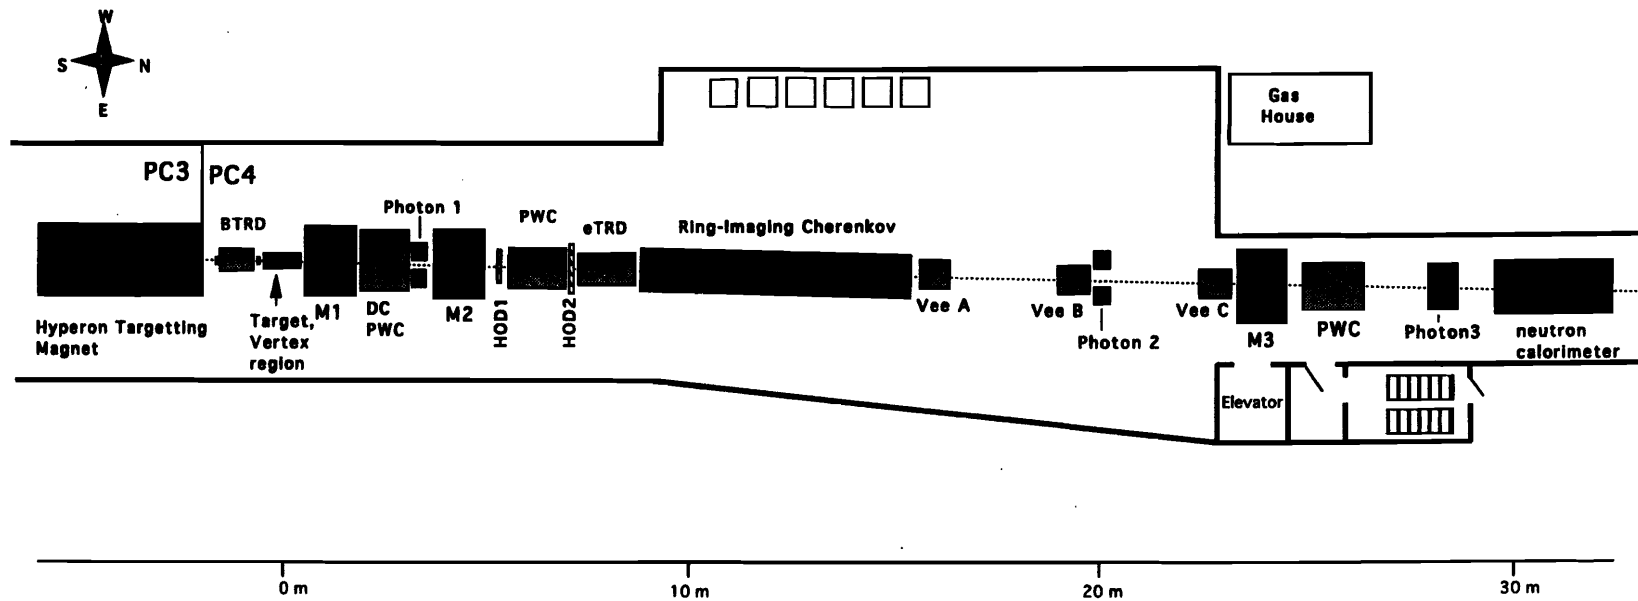 W
S
N
E
Gas
House
PC3
PC4
BTRD
Photon 1
PWC
eTRD
Ring-Imaging Cherenkov
Hyperon Targetting
Magnet
Target,
Vertex
region
M1
DC
PWC
M2
HOD1
HOD2
Vee A
Vee B
Photon 2
Vee C
M3
PWC
Photon3
neutron
calorimeter
Elevator
0 m
10 m
20 m
30 m